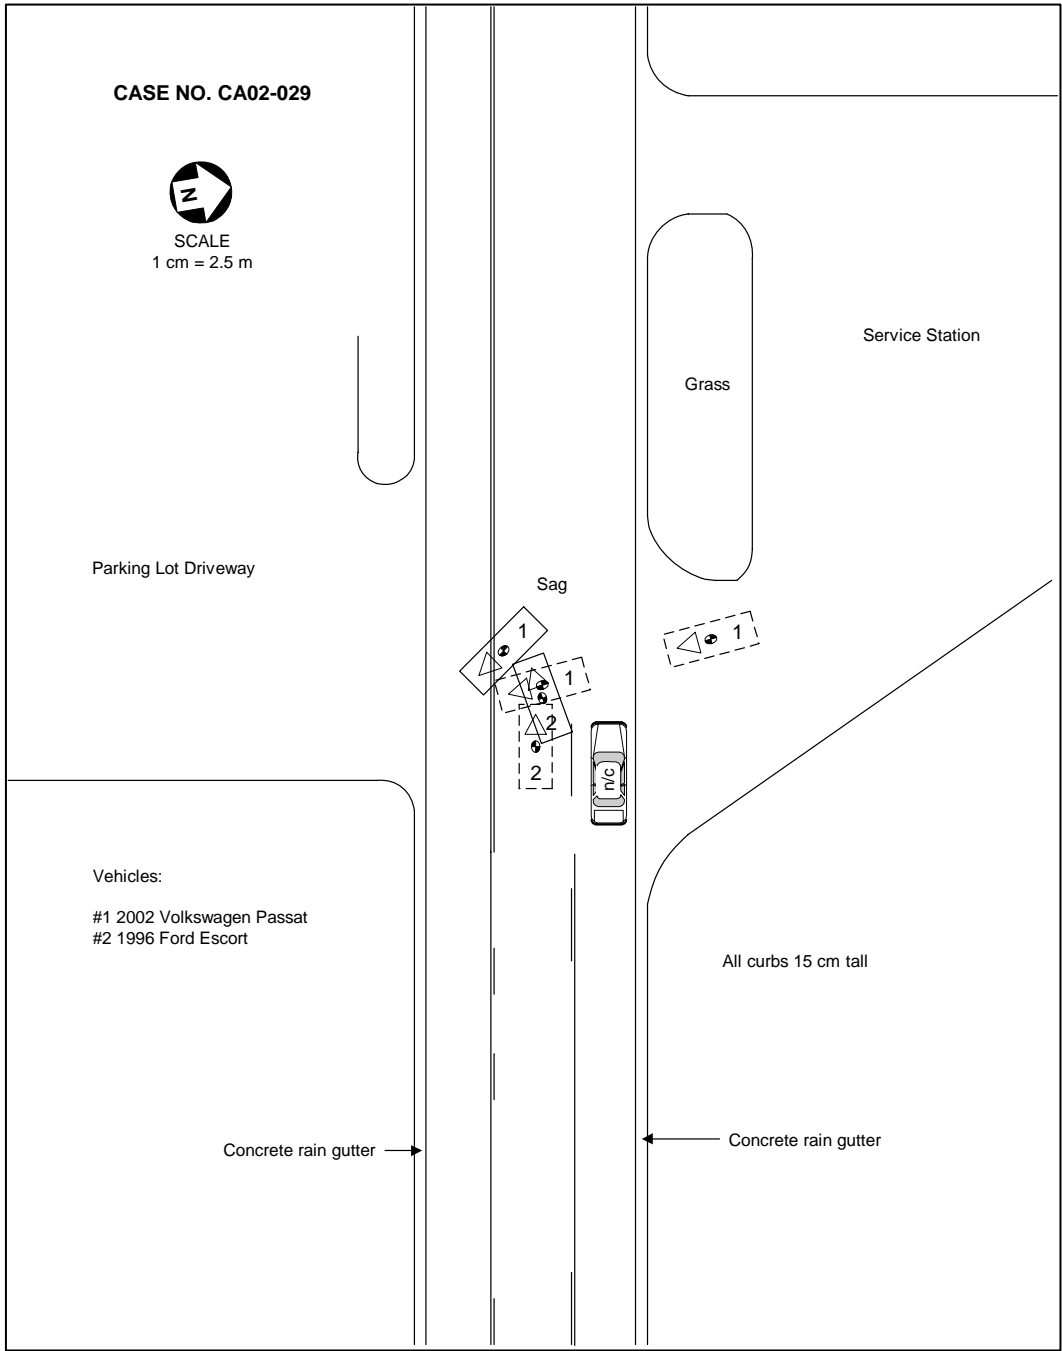 CASE NO. CA02-029
N
SCALE
1 cm = 2.5 m
Service Station
Grass
Parking Lot Driveway
Sag
1
1
1
2
2
n/c
Vehicles:
#1 2002 Volkswagen Passat
#2 1996 Ford Escort
All curbs 15 cm tall
Concrete rain gutter
Concrete rain gutter